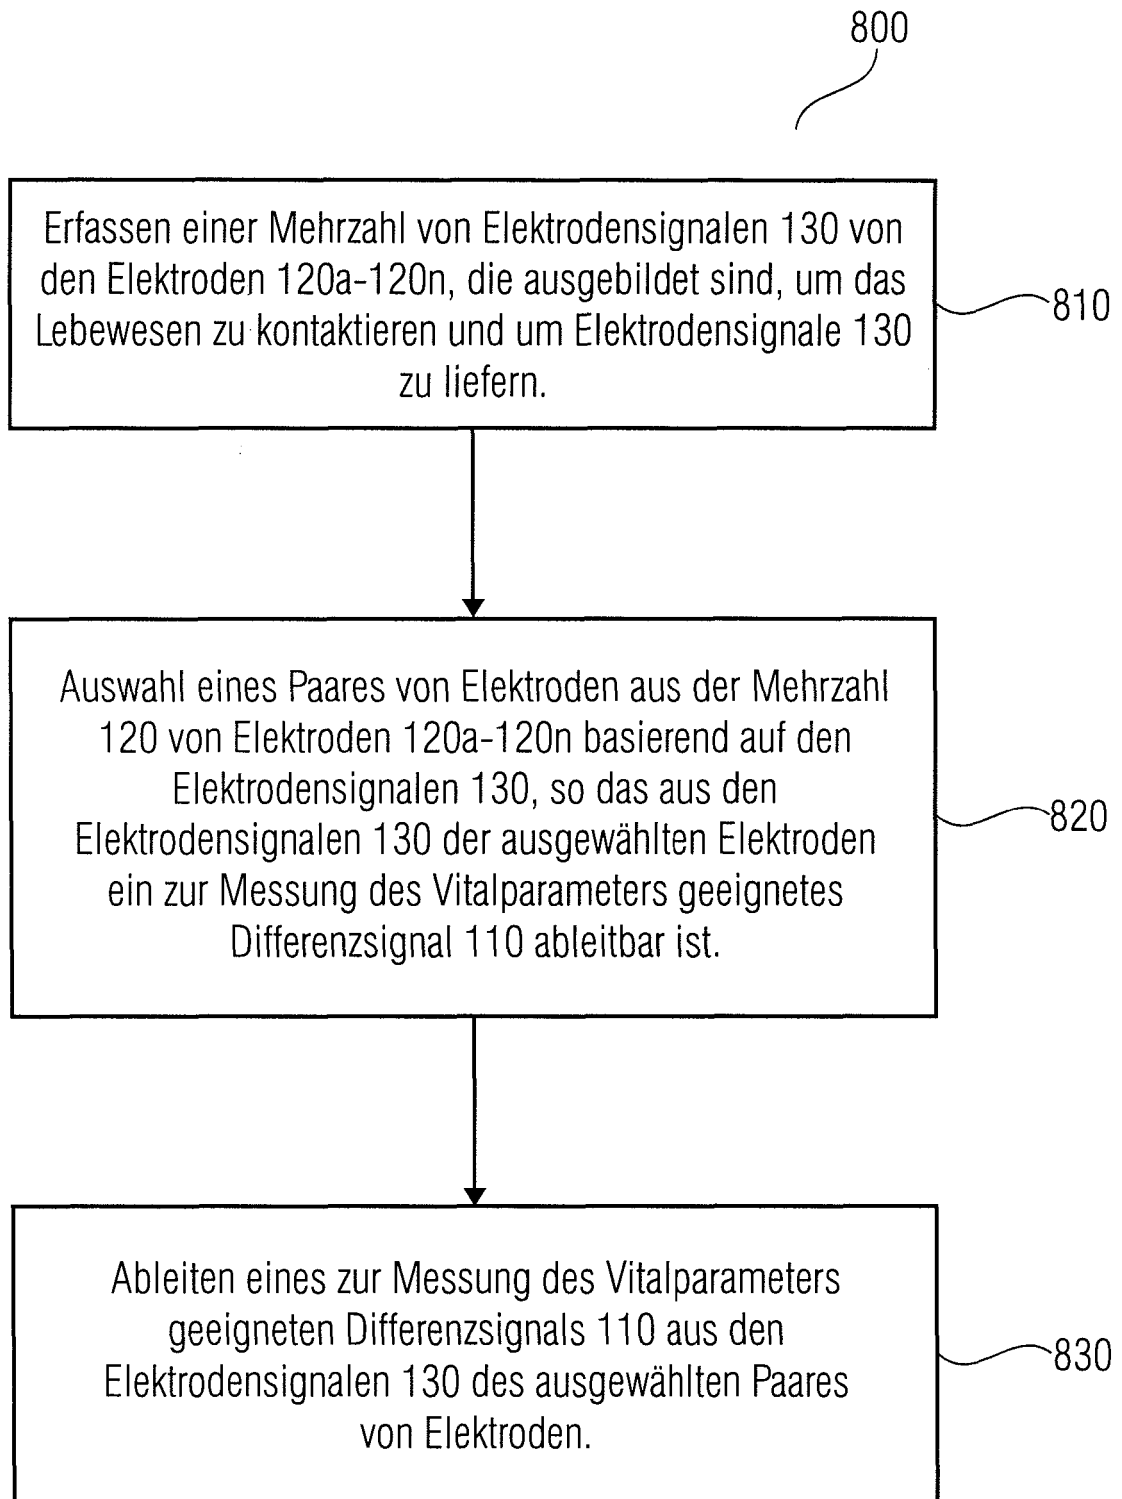 800
Erfassen einer Mehrzahl von Elektrodensignalen 130 von
den Elektroden 120a-120n, die ausgebildet sind, um das
Lebewesen zu kontaktieren und um Elektrodensignale 130
zu liefern.
810
Auswahl eines Paares von Elektroden aus der Mehrzahl
120 von Elektroden 120a-120n basierend auf den
Elektrodensignalen 130, so das aus den
Elektrodensignalen 130 der ausgewählten Elektroden
ein zur Messung des Vitalparameters geeignetes
Differenzsignal 110 ableitbar ist.
820
Ableiten eines zur Messung des Vitalparameters
geeigneten Differenzsignals 110 aus den
Elektrodensignalen 130 des ausgewählten Paares
von Elektroden.
830